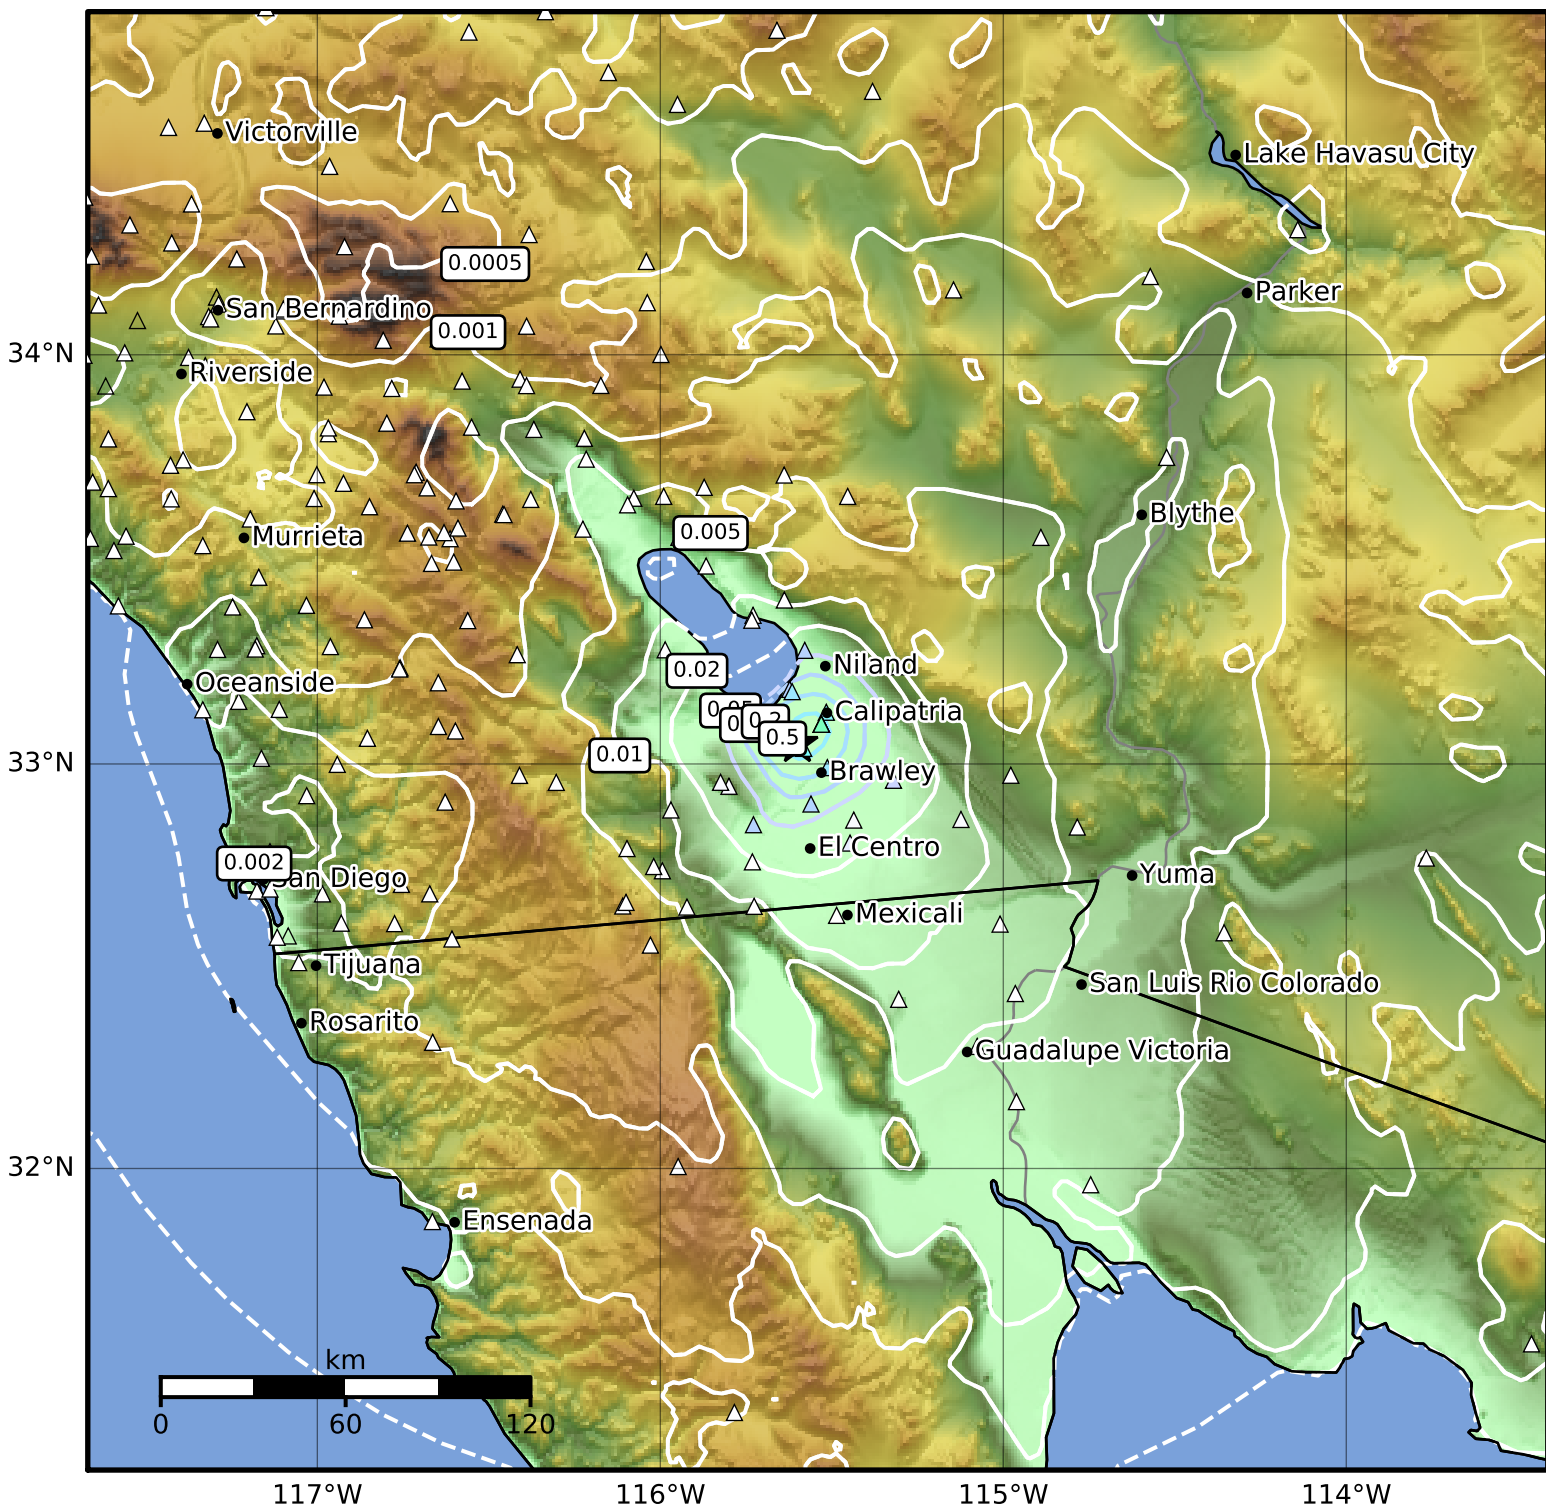 Victorville
Lake Havasu City
0.0005
Parker
San Bernardino
0.001
34°N
Riverside
Blythe
0.005
Murrieta
Niland
0.02
Oceanside
Calipatria
0.5
0.01
33°N
Brawley
El Centro
0.002
San Diego
Yuma
Mexicali
Tijuana
San Luis Rio Colorado
Rosarito
Guadalupe Victoria
32°N
Ensenada
km
0 60 120
117°W 116°W 115°W 114°W